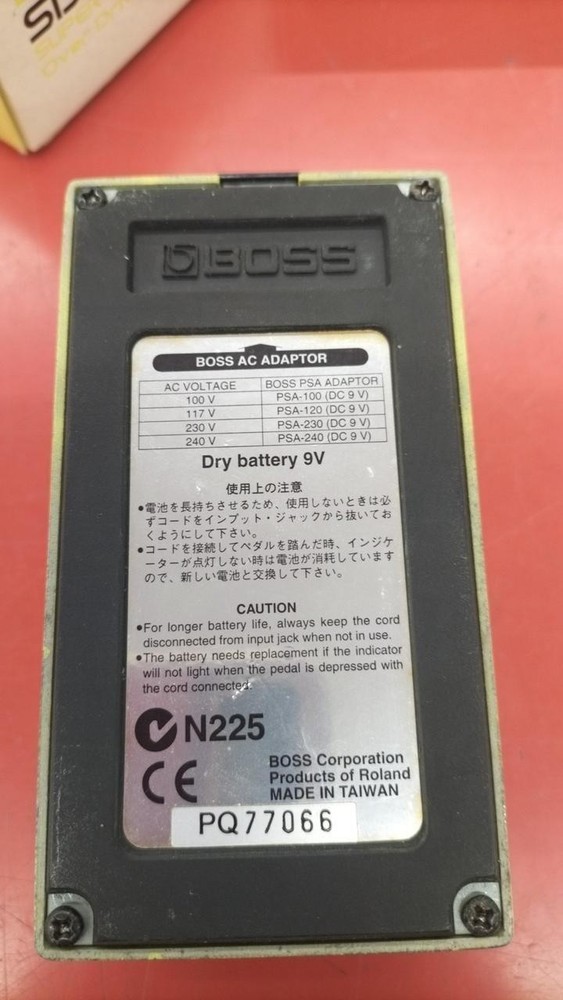 SUPER
Over Dri
BOSS
BOSS AC ADAPTOR
AC VOLTAGE BOSS PSA ADAPTOR
100 V PSA-100 (DC 9 V)
117 V PSA-120 (DC 9 V)
230 V PSA-230 (DC 9 V)
240 V PSA-240 (DC 9 V)
Dry battery 9V
使用上の注意
●電池を長持ちさせるため、使用しないときは必
ずコードをインプット・ジャックから抜いてお
くようにして下さい。
●コードを接続してペダルを踏んだ時、インジケ
ーターが点灯しない時は電池が消耗しています
ので、新しい電池と交換して下さい。
CAUTION
●For longer battery life, always keep the cord
disconnected from input jack when not in use.
●The battery needs replacement if the indicator
will not light when the pedal is depressed with
the cord connected.
N225
CE
BOSS Corporation
Products of Roland
MADE IN TAIWAN
PQ77066